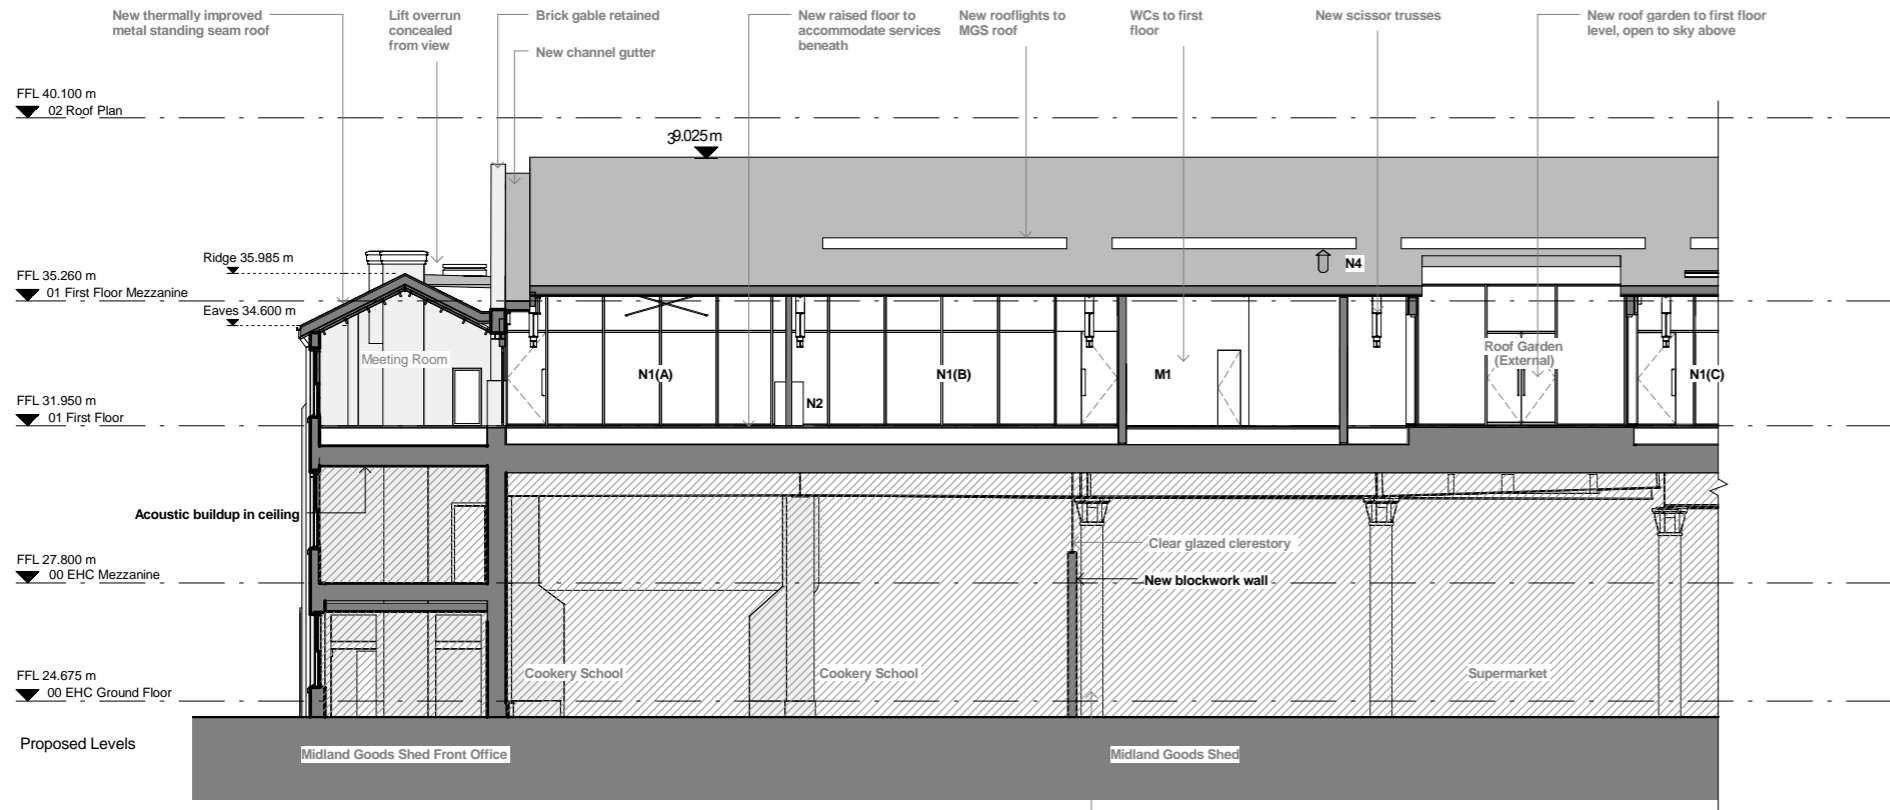 New thermally improved
metal standing seam roof
Lift overrun
concealed
from view
Brick gable retained
New channel gutter
New raised floor to
accommodate services
beneath
New rooflights to
MGS roof
WCs to first
floor
New scissor trusses
New roof garden to first floor
level, open to sky above
FFL 40.100 m
02 Roof Plan
39.025 m
Ridge 35.985 m
FFL 35.260 m
01 First Floor Mezzanine
Eaves 34.600 m
N4
Meeting Room
Roof Garden
(External)
N1(A)
N1(B)
M1
N1(C)
N2
FFL 31.950 m
01 First Floor
Acoustic buildup in ceiling
Clear glazed clerestory
FFL 27.800 m
00 EHC Mezzanine
New blockwork wall
FFL 24.675 m
00 EHC Ground Floor
Cookery School
Cookery School
Supermarket
Proposed Levels
Midland Goods Shed Front Office
Midland Goods Shed